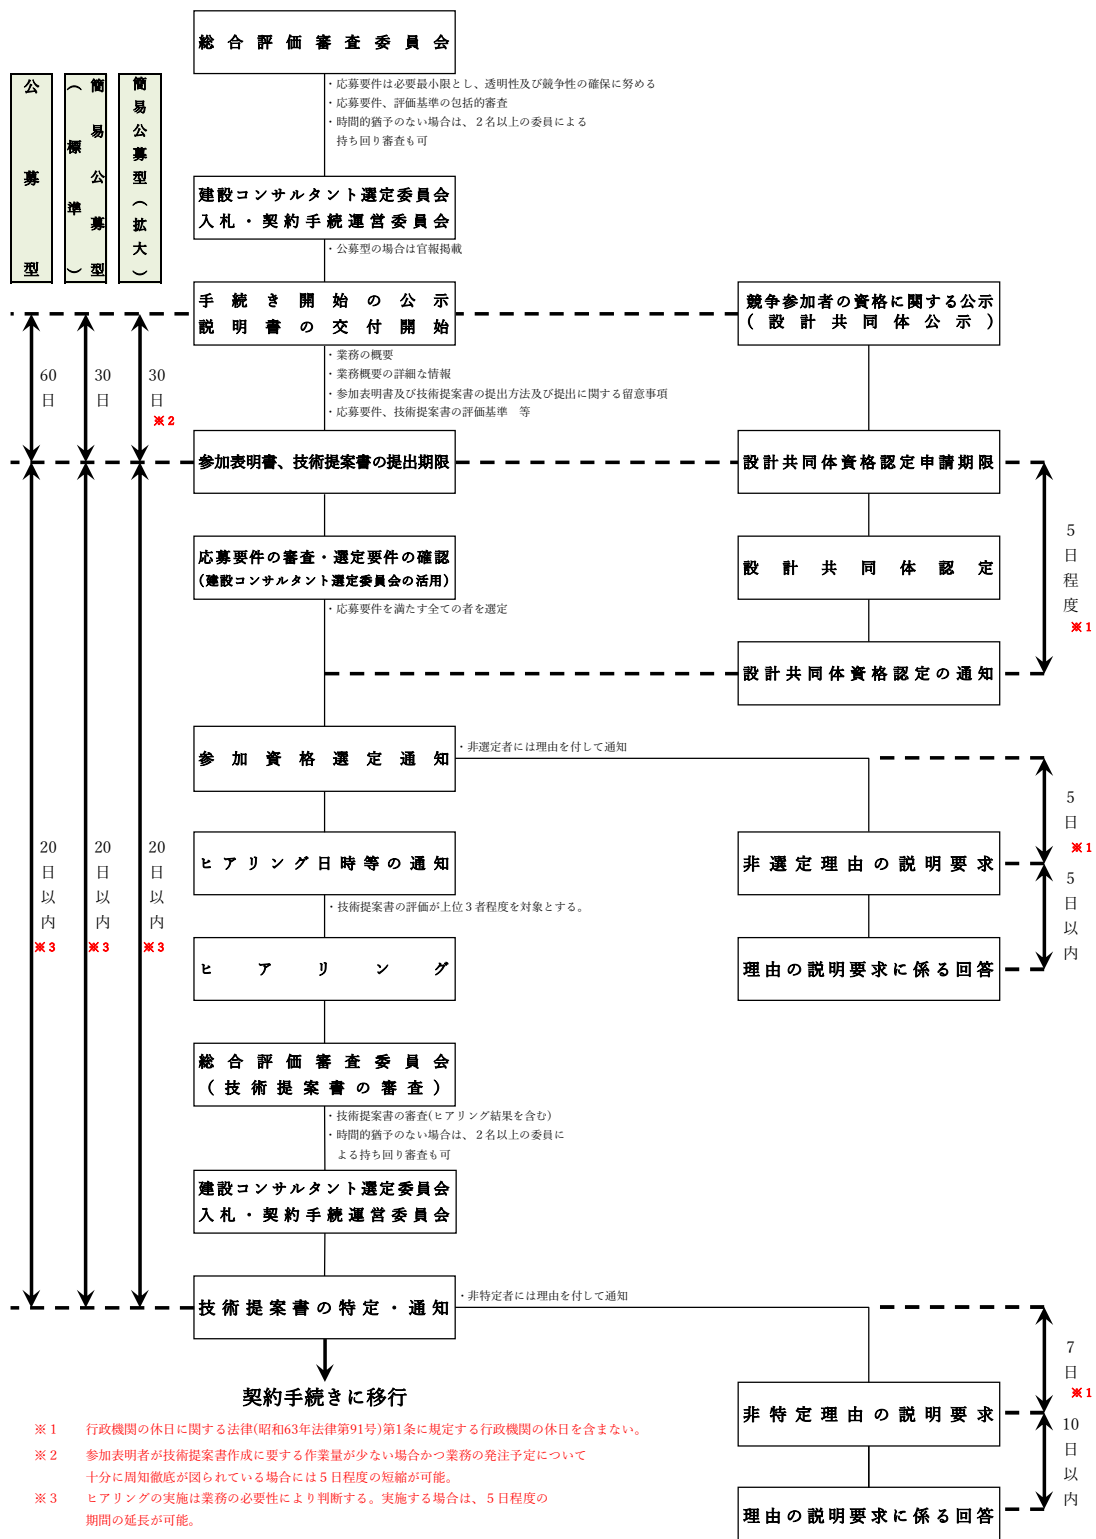 総合評価審査委員会
・応募要件は必要最小限とし、透明性及び競争性の確保に努める
・応募要件、評価基準の包括的審査
・時間的猶予のない場合は、２名以上の委員による
持ち回り審査も可
公募型
簡易公募型
（標準）
簡易公募型（拡大）
建設コンサルタント選定委員会
入札・契約手続運営委員会
・公募型の場合は官報掲載
手続き開始の公示
説明書の交付開始
競争参加者の資格に関する公示
(設計共同体公示)
・業務の概要
・業務概要の詳細な情報
・参加表明書及び技術提案書の提出方法及び提出に関する留意事項
・応募要件、技術提案書の評価基準　等
60日
30日
30日
※２
参加表明書、技術提案書の提出期限
設計共同体資格認定申請期限
応募要件の審査・選定要件の確認
(建設コンサルタント選定委員会の活用)
・応募要件を満たす全ての者を選定
設計共同体認定
設計共同体資格認定の通知
5日程度
※１
参加資格選定通知
・非選定者には理由を付して通知
5日
※１
ヒアリング日時等の通知
・技術提案書の評価が上位３者程度を対象とする。
非選定理由の説明要求
5日以内
20日以内
※３
20日以内
※３
20日以内
※３
ヒアリング
理由の説明要求に係る回答
総合評価審査委員会
(技術提案書の審査)
・技術提案書の審査(ヒアリング結果を含む)
・時間的猶予のない場合は、２名以上の委員に
よる持ち回り審査も可
建設コンサルタント選定委員会
入札・契約手続運営委員会
技術提案書の特定・通知
・非特定者には理由を付して通知
7日
※１
契約手続きに移行
非特定理由の説明要求
10日以内
理由の説明要求に係る回答
※１　行政機関の休日に関する法律(昭和63年法律第91号)第1条に規定する行政機関の休日を含まない。
※２　参加表明者が技術提案書作成に要する作業量が少ない場合かつ業務の発注予定について
十分に周知徹底が図られている場合には５日程度の短縮が可能。
※３　ヒアリングの実施は業務の必要性により判断する。実施する場合は、５日程度の
期間の延長が可能。